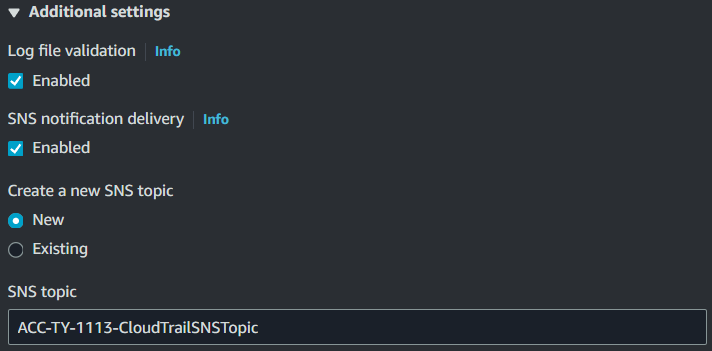 Additional settings
Log file validation Info
Enabled
SNS notification delivery Info
Enabled
Create a new SNS topic
New
Existing
SNS topic
ACC-TY-1113-CloudTrailSNSTopic